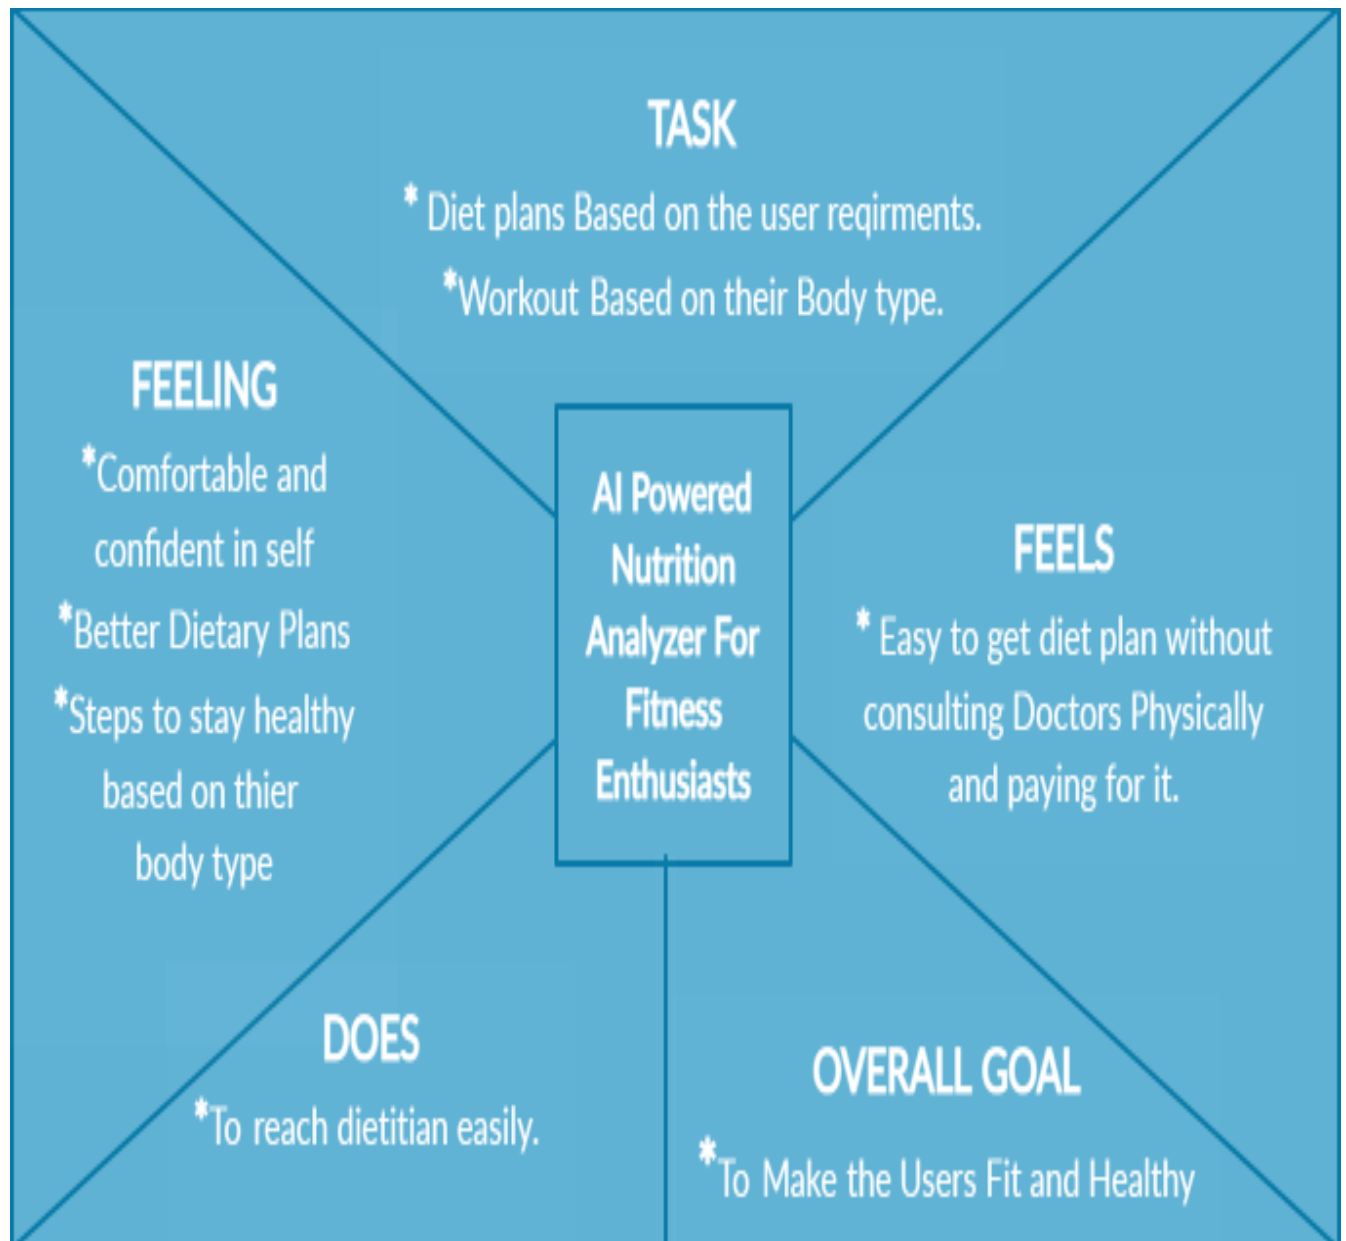 TASK
* Diet plans Based on the user reqirments.
*Workout Based on their Body type.
FEELING
*Comfortable and
confident in self
*Better Dietary Plans
*Steps to stay healthy
based on thier
body type
AI Powered
Nutrition
Analyzer For
Fitness
Enthusiasts
FEELS
* Easy to get diet plan without
consulting Doctors Physically
and paying for it.
DOES
*To reach dietitian easily.
OVERALL GOAL
*To Make the Users Fit and Healthy